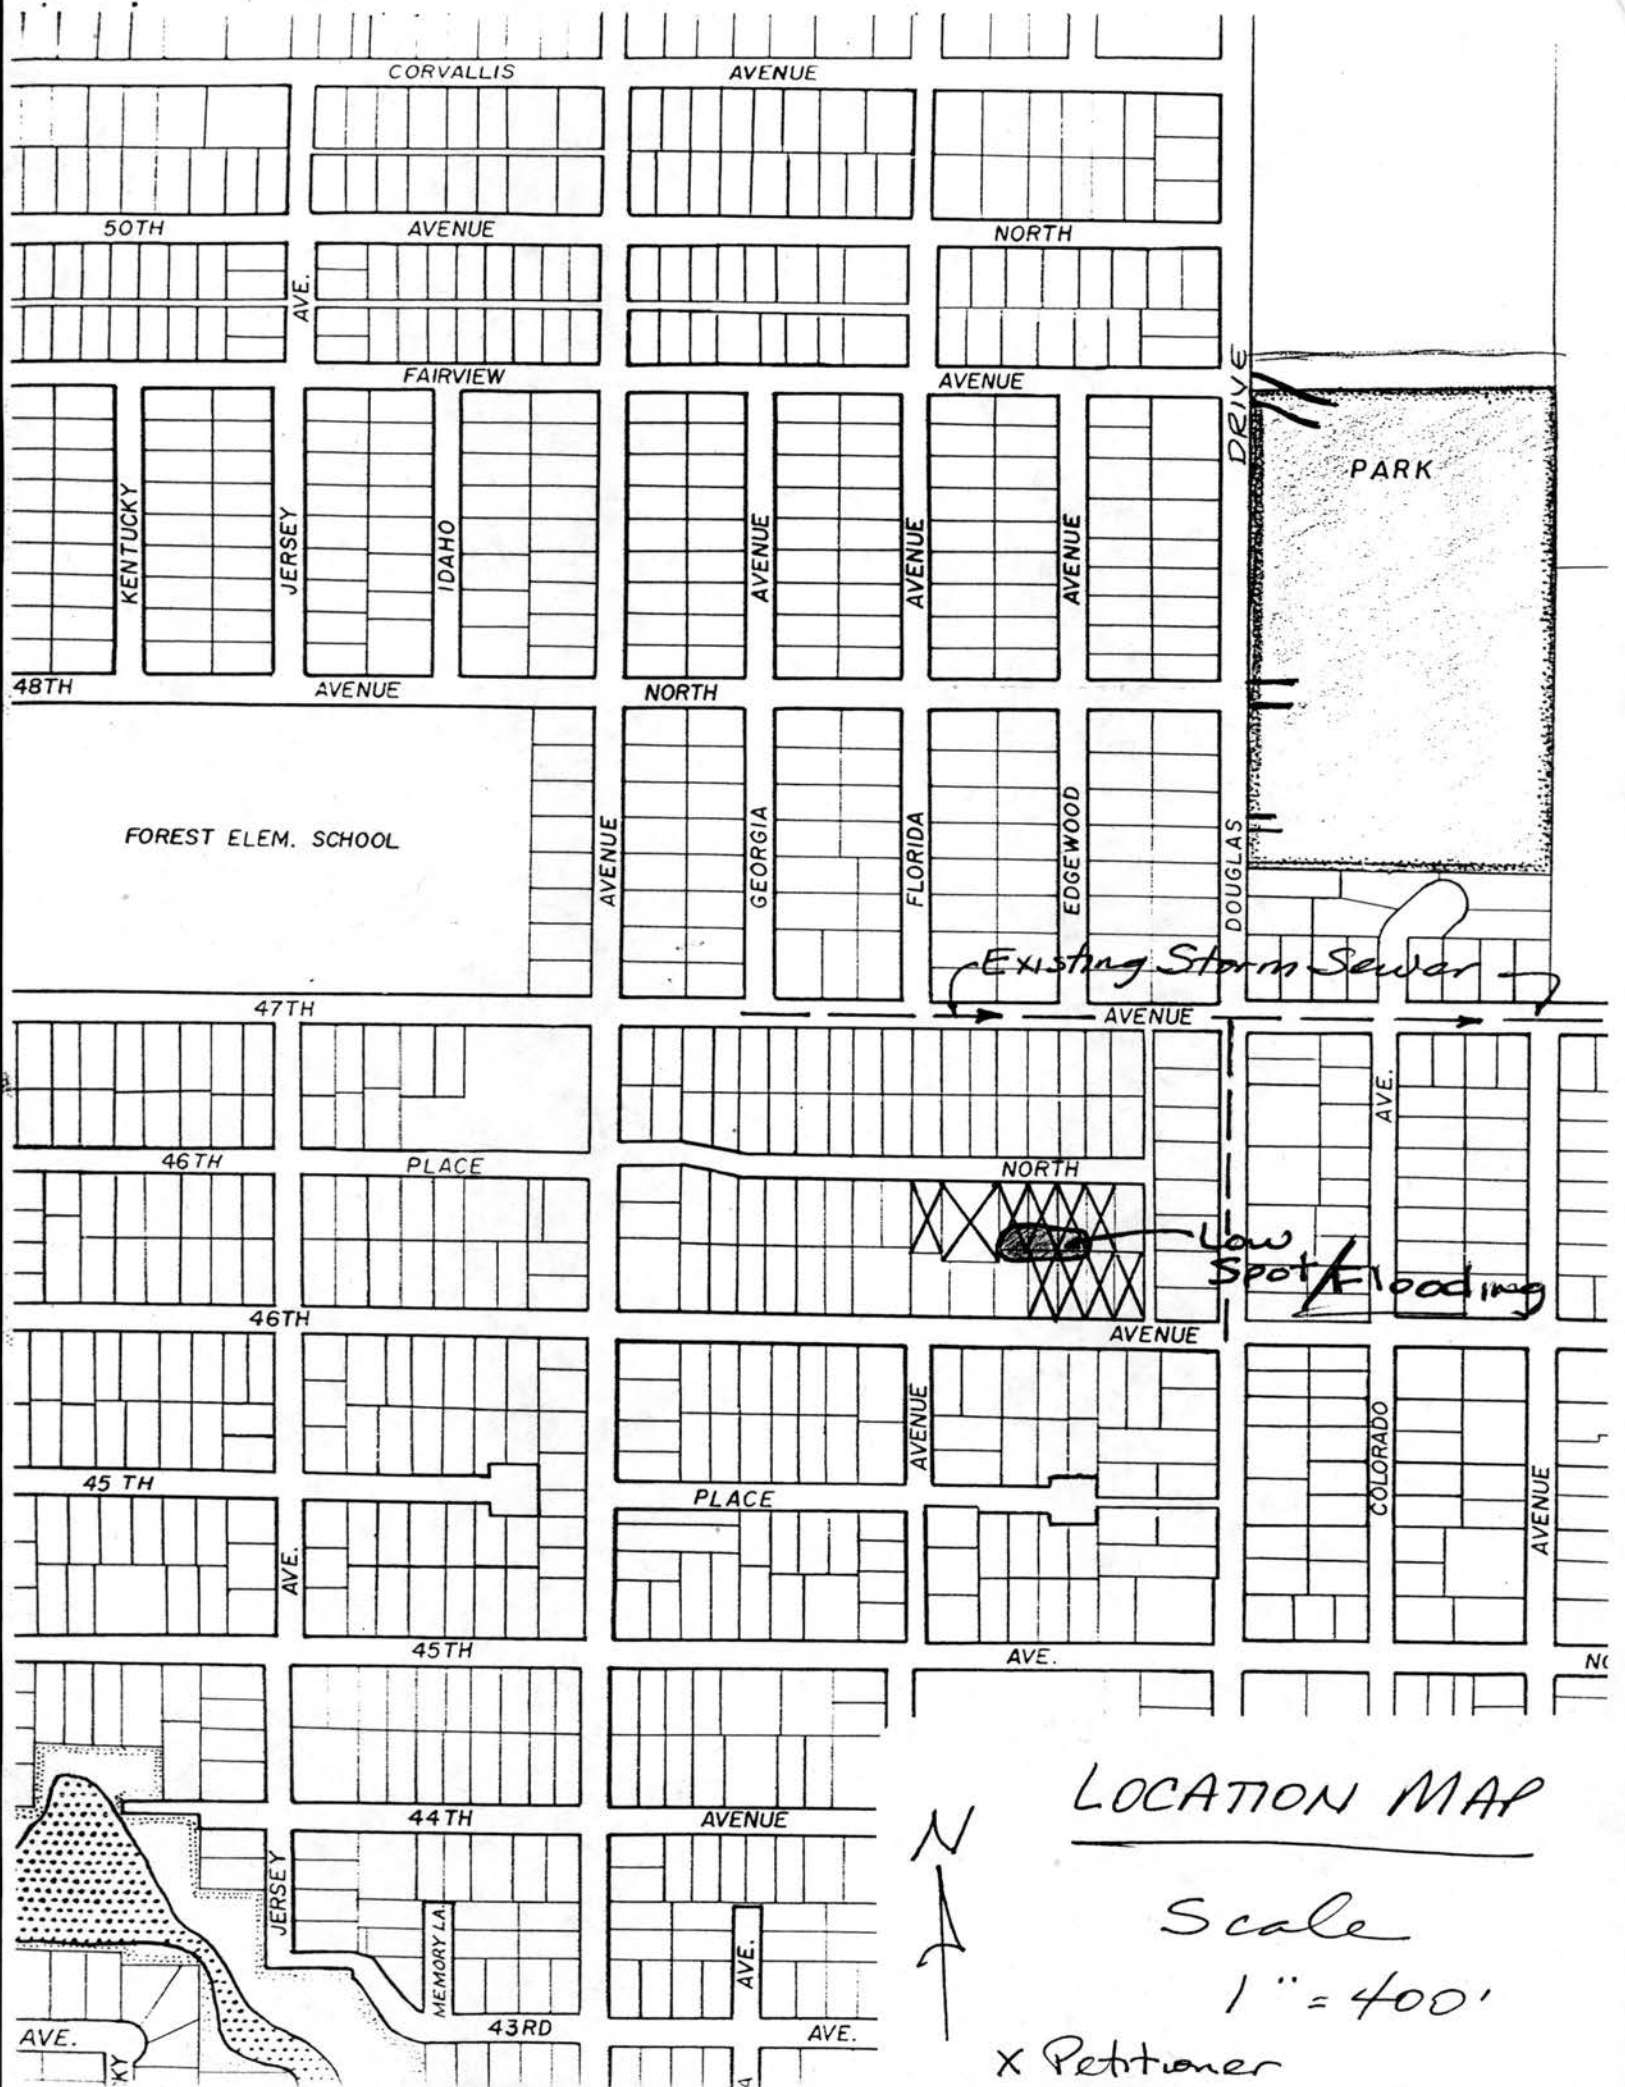 CORVALLIS AVENUE
50TH AVENUE NORTH
AVE.
FAIRVIEW AVENUE
DRIVE
PARK
KENTUCKY
JERSEY
IDAHO
AVENUE
AVENUE
AVENUE
48TH AVENUE NORTH
FOREST ELEM. SCHOOL
AVENUE
GEORGIA
FLORIDA
EDGEWOOD
DOUGLAS
Existing Storm Sewer
47TH AVENUE
AVE.
46TH PLACE NORTH
Low
Spot/Flooding
46TH AVENUE
AVENUE
COLORADO
45TH PLACE
AVENUE
AVE.
45TH AVE. NO
LOCATION MAP
44TH AVENUE
N
JERSEY
MEMORY LA.
AVE.
Scale
1" = 400'
43RD AVE.
AVE.
KY
A
X Petitioner